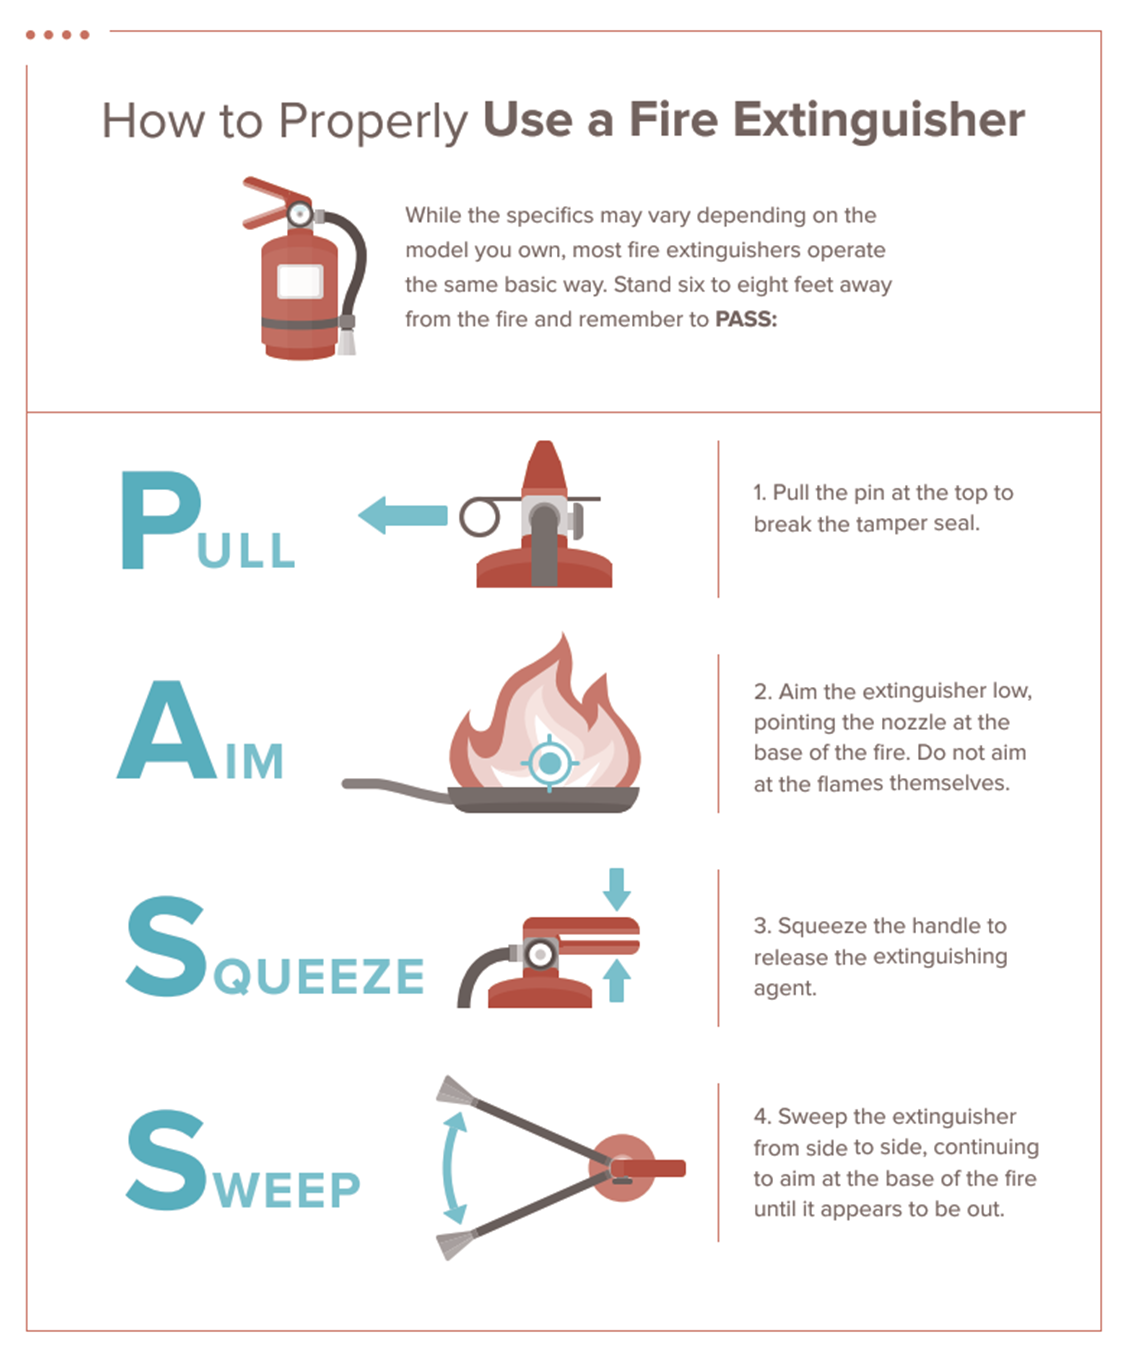 How to Properly Use a Fire Extinguisher
While the specifics may vary depending on the
model you own, most fire extinguishers operate
the same basic way. Stand six to eight feet away
from the fire and remember to PASS:
PULL
1. Pull the pin at the top to
break the tamper seal.
AIM
2. Aim the extinguisher low,
pointing the nozzle at the
base of the fire. Do not aim
at the flames themselves.
SQUEEZE
3. Squeeze the handle to
release the extinguishing
agent.
SWEEP
4. Sweep the extinguisher
from side to side, continuing
to aim at the base of the fire
until it appears to be out.